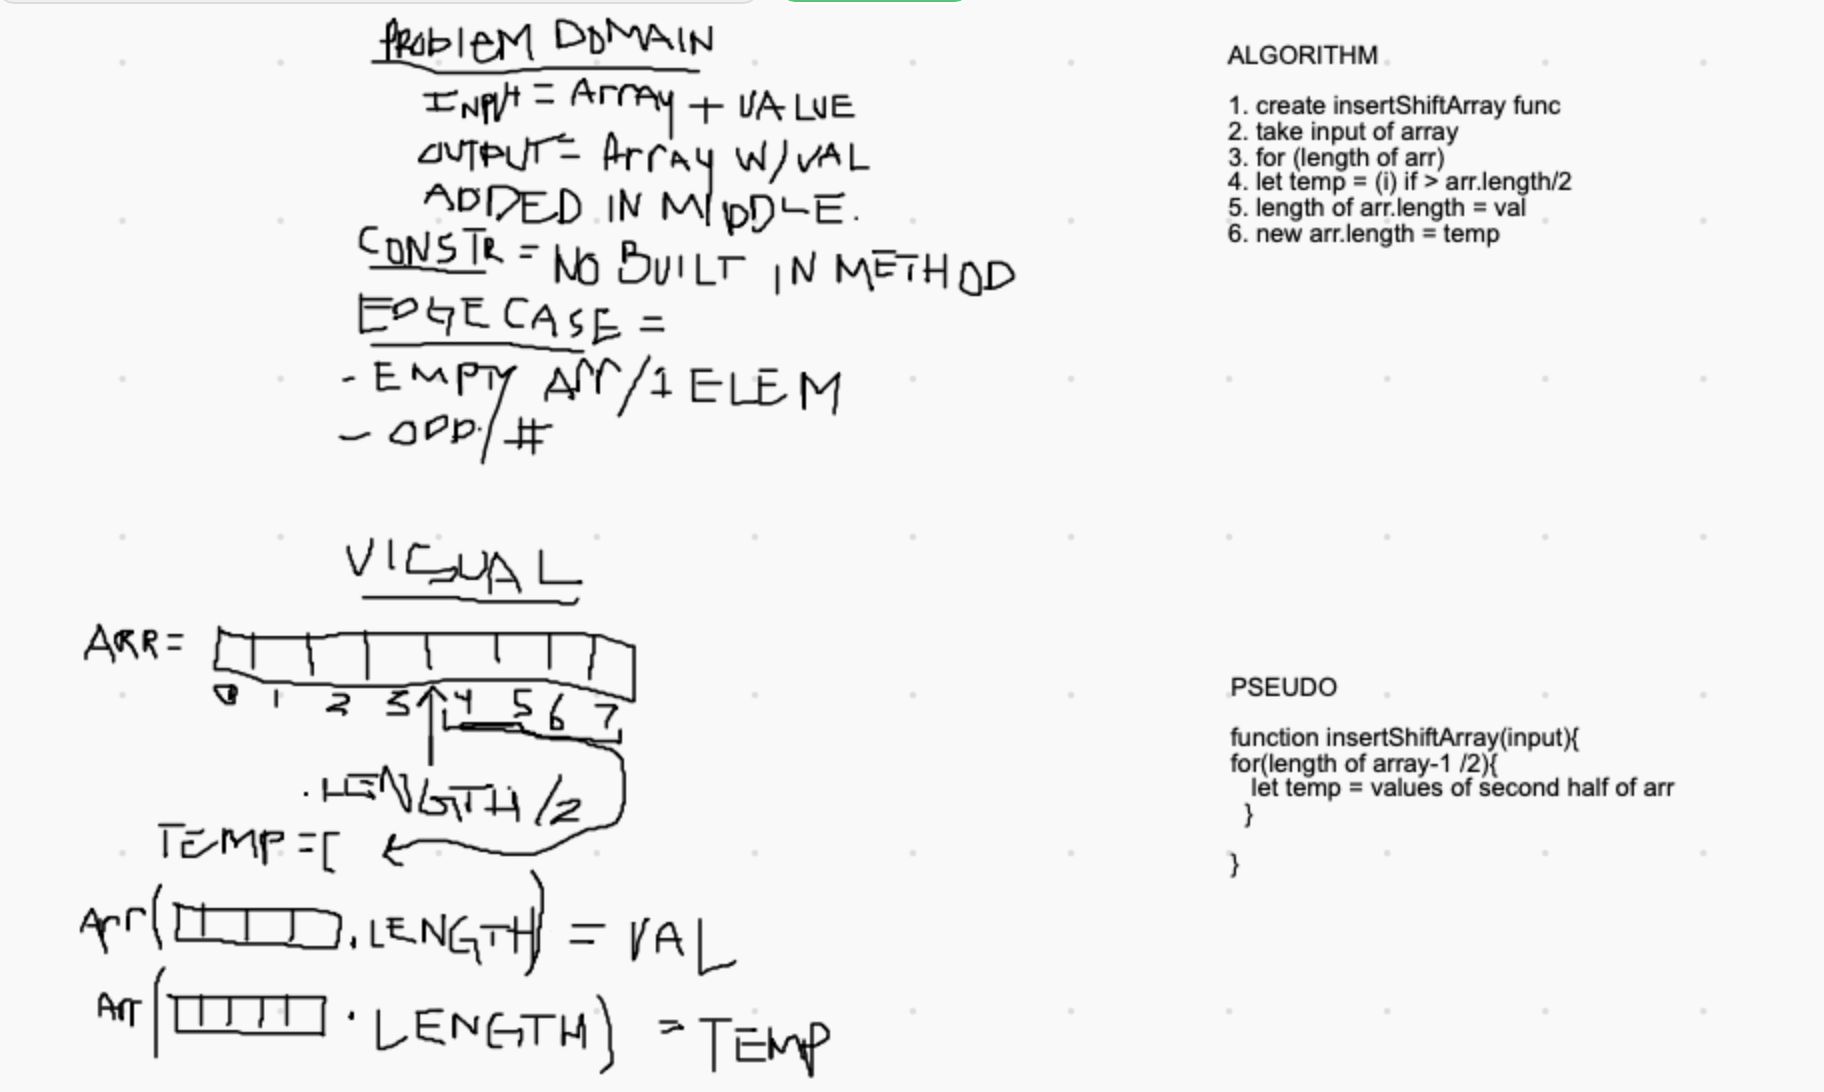 PROBLEM DOMAIN
INPUT = ARRAY + VALUE
OUTPUT = ARRAY W/VAL
ADDED IN MIDDLE.
CONSTR = NO BUILT IN METHOD
EDGE CASE =
- EMPTY ARR/1 ELEM
- ODD/#
VISUAL
ARR=
0 1 2 3 4 5 6 7
.LENGTH/2
TEMP=[
Arr( .LENGTH) = VAL
Arr( .LENGTH) = TEMP
ALGORITHM
1. create insertShiftArray func
2. take input of array
3. for (length of arr)
4. let temp = (i) if > arr.length/2
5. length of arr.length = val
6. new arr.length = temp
PSEUDO
function insertShiftArray(input){
for(length of array-1 /2){
let temp = values of second half of arr
}
}